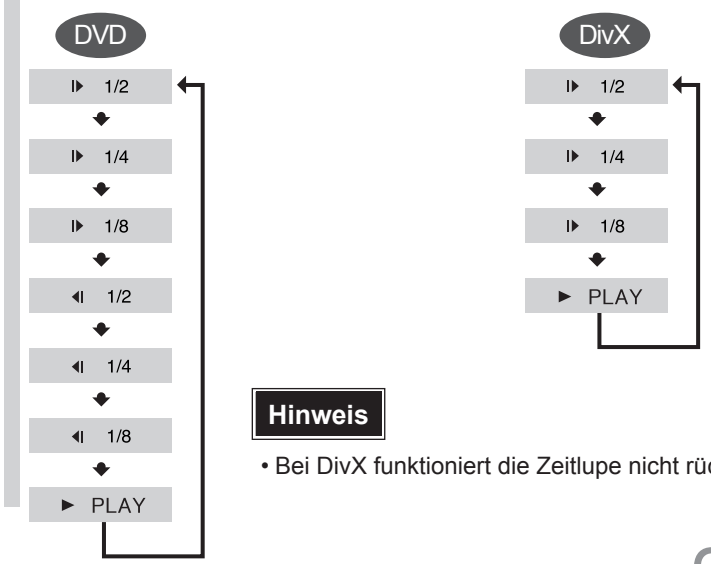 DVD
I▶ 1/2
I▶ 1/4
I▶ 1/8
◀I 1/2
◀I 1/4
◀I 1/8
► PLAY
DivX
I▶ 1/2
I▶ 1/4
I▶ 1/8
► PLAY
Hinweis
• Bei DivX funktioniert die Zeitlupe nicht